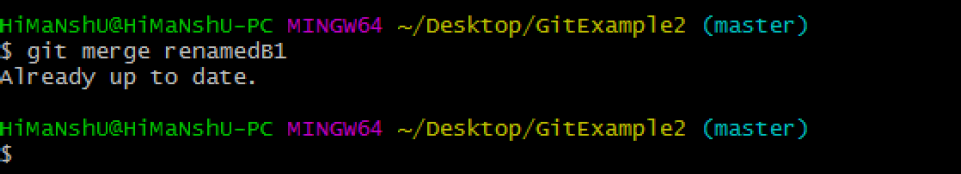 HiMaNshU@HiMaNshU-PC MINGW64 ~/Desktop/GitExample2 (master)
$ git merge renamedB1
Already up to date.
HiMaNshU@HiMaNshU-PC MINGW64 ~/Desktop/GitExample2 (master)
$